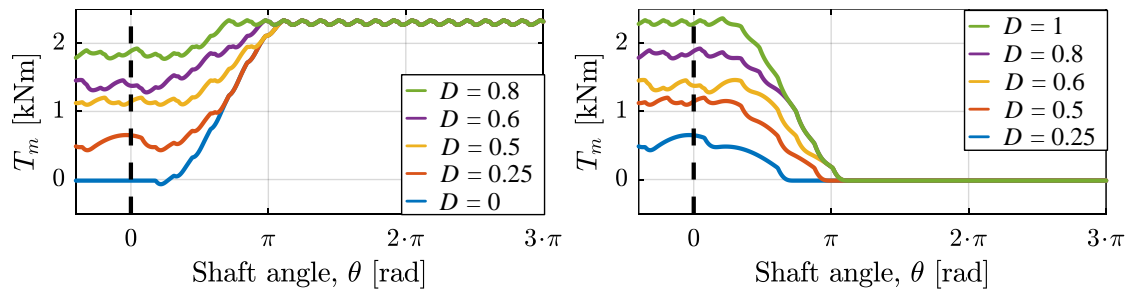 2
1
0
T_m [kNm]
D = 0.8
D = 0.6
D = 0.5
D = 0.25
D = 0
0 π 2·π 3·π
Shaft angle, θ [rad]
2
1
0
T_m [kNm]
D = 1
D = 0.8
D = 0.6
D = 0.5
D = 0.25
0 π 2·π 3·π
Shaft angle, θ [rad]